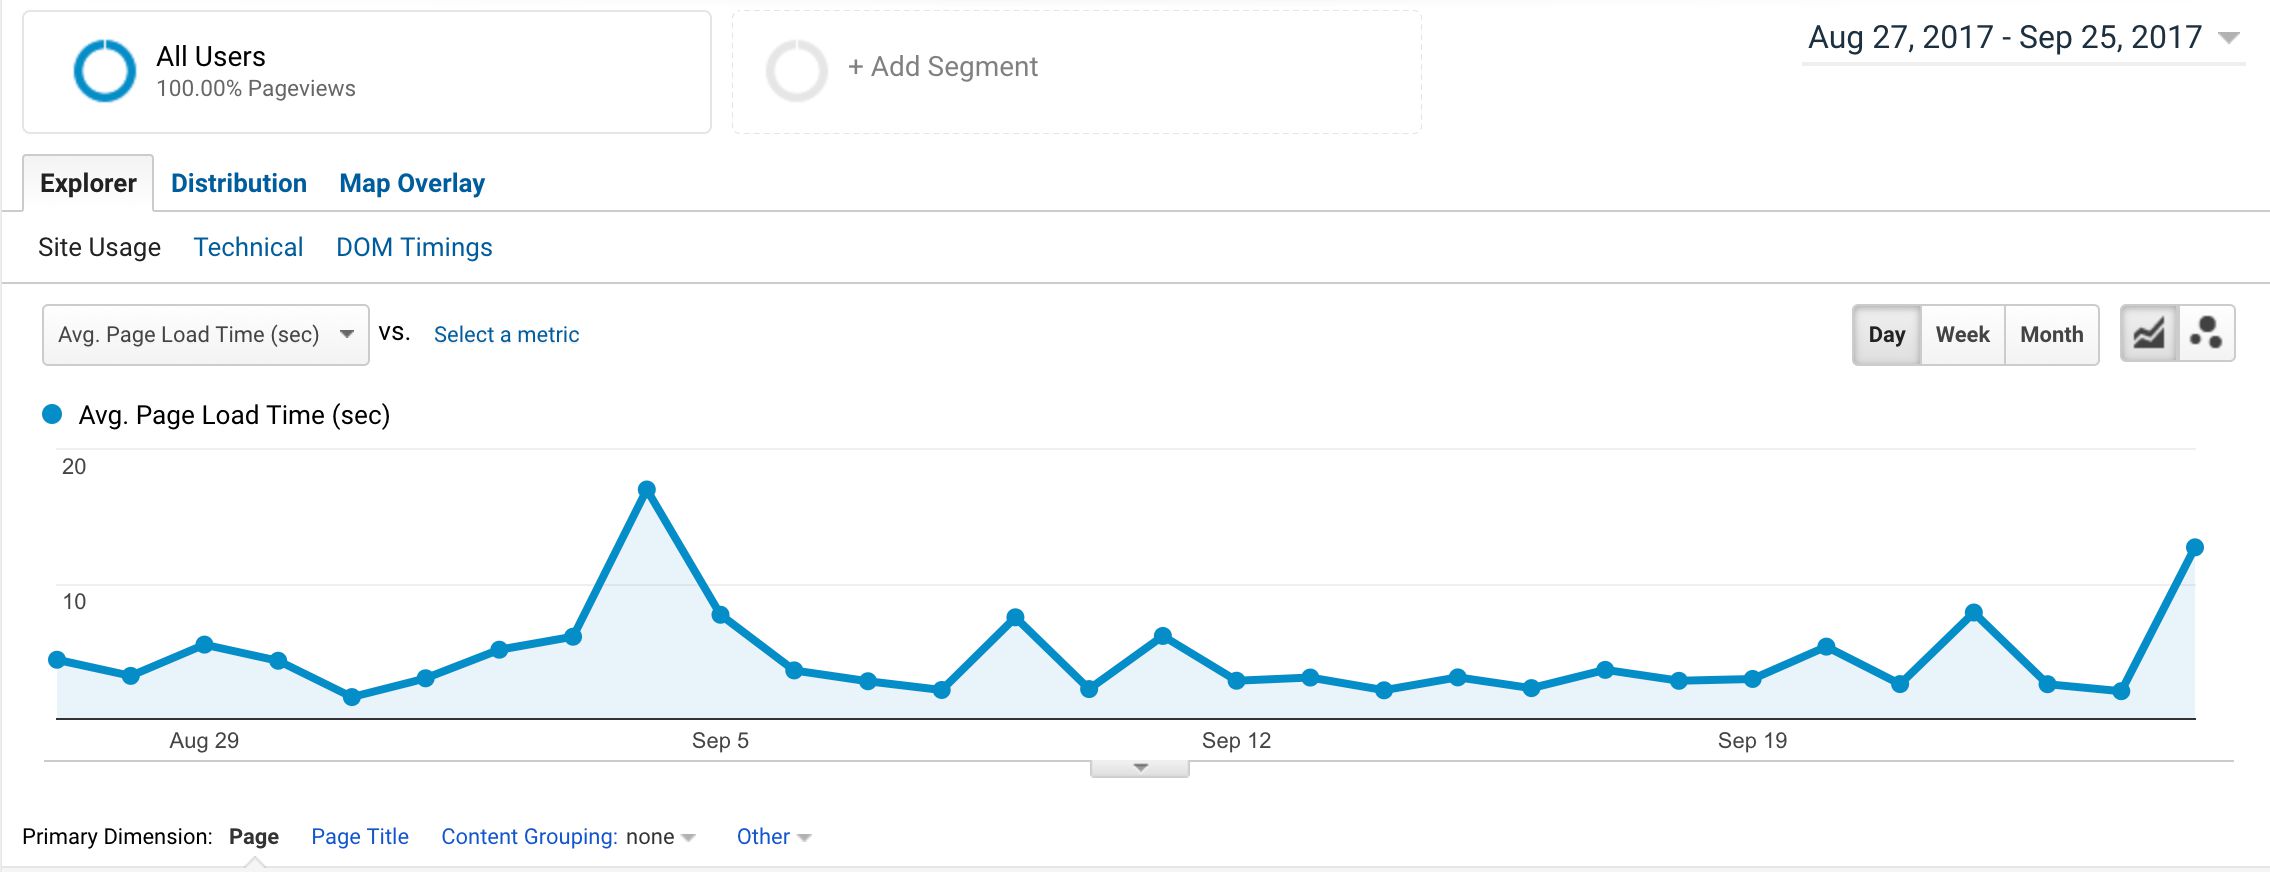 All Users
100.00% Pageviews
+ Add Segment
Aug 27, 2017 - Sep 25, 2017
Explorer Distribution Map Overlay
Site Usage Technical DOM Timings
Avg. Page Load Time (sec) VS. Select a metric
Day Week Month
Avg. Page Load Time (sec)
20
10
Aug 29 Sep 5 Sep 12 Sep 19
Primary Dimension: Page Page Title Content Grouping: none Other